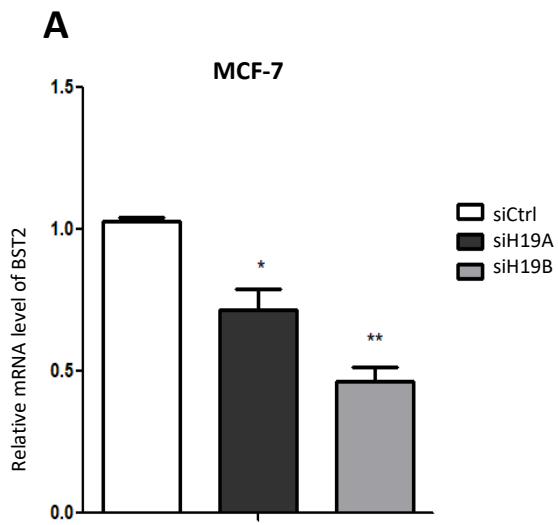 A
MCF-7
Relative mRNA level of BST2
1.5
1.0
0.5
0.0
*
**
siCtrl
siH19A
siH19B